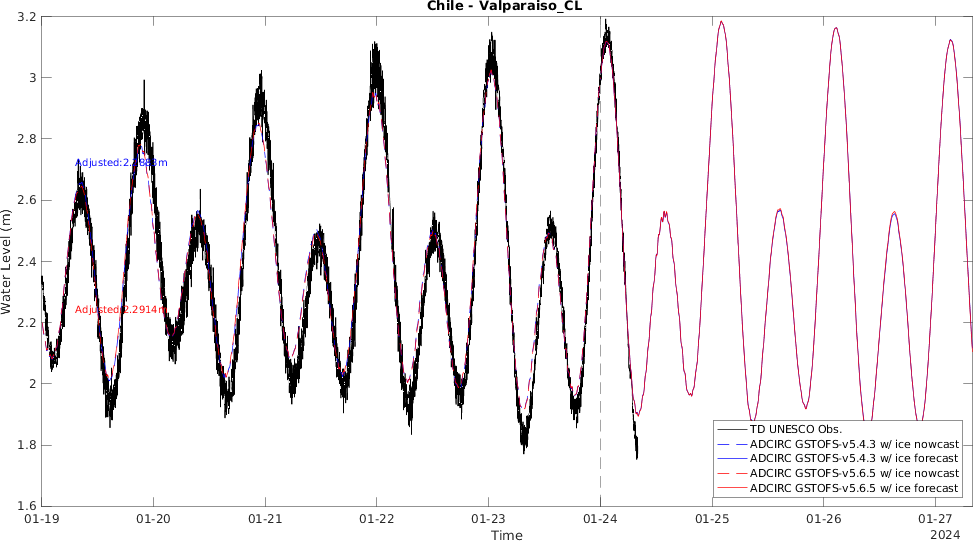 Chile - Valparaiso_CL
3.2
3
2.8
2.6
2.4
2.2
2
1.8
1.6
Water Level (m)
Adjusted:
Adjusted:2.2914m
TD UNESCO Obs.
ADCIRC GSTOFS-v5.4.3 w/ ice nowcast
ADCIRC GSTOFS-v5.4.3 w/ ice forecast
ADCIRC GSTOFS-v5.6.5 w/ ice nowcast
ADCIRC GSTOFS-v5.6.5 w/ ice forecast
01-19 01-20 01-21 01-22 01-23 01-24 01-25 01-26 01-27
Time
2024